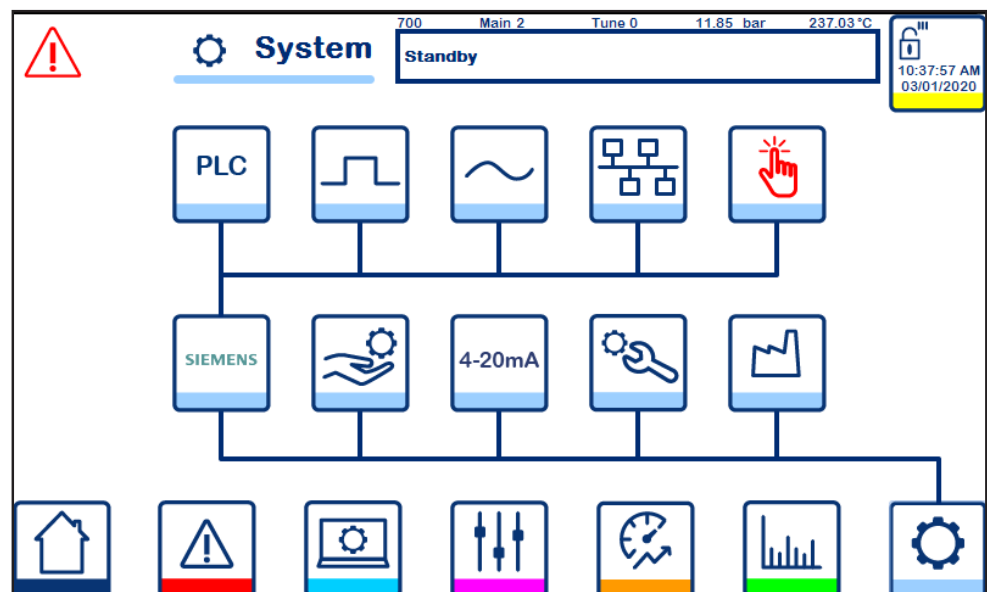 700 Main 2 Tune 0 11.85 bar 237.03°C
System
Standby
10:37:57 AM
03/01/2020
PLC
SIEMENS
4-20mA